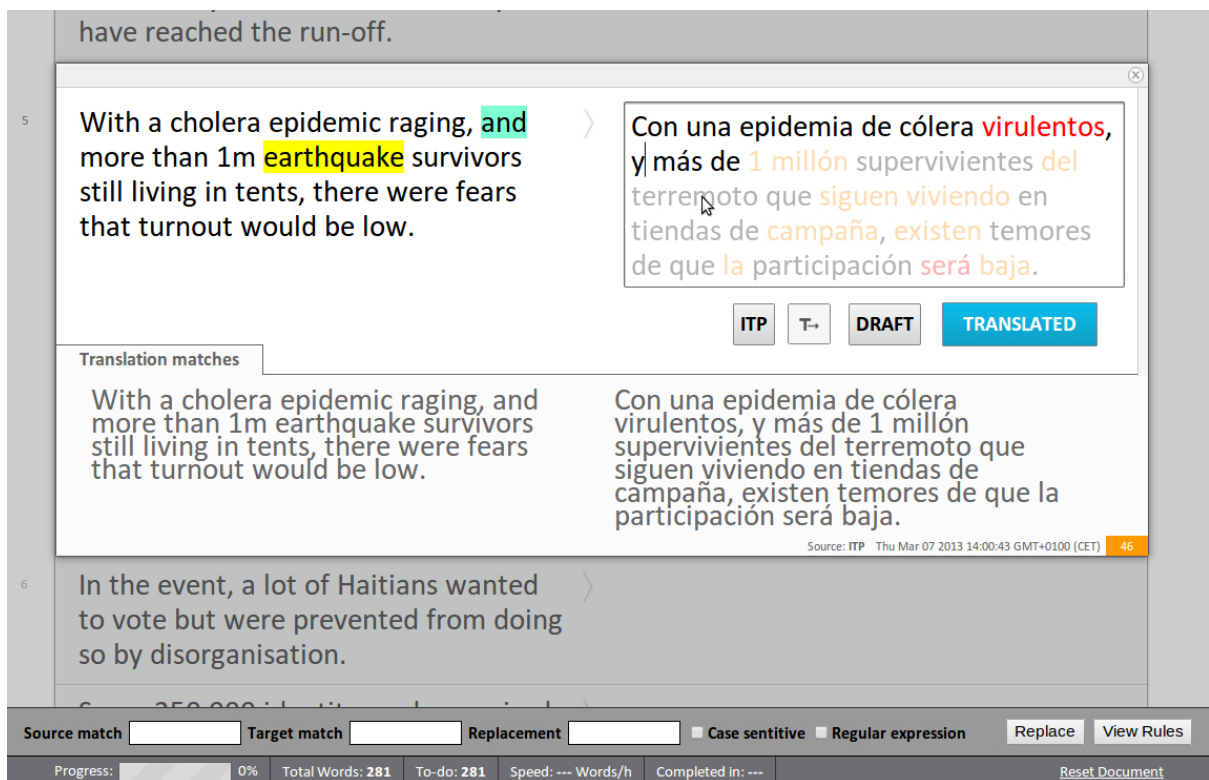 have reached the run-off.
5
With a cholera epidemic raging, and
more than 1m earthquake survivors
still living in tents, there were fears
that turnout would be low.
Con una epidemia de cólera virulentos,
y más de 1 millón supervivientes del
terremoto que siguen viviendo en
tiendas de campaña, existen temores
de que la participación será baja.
ITP T→ DRAFT TRANSLATED
Translation matches
With a cholera epidemic raging, and
more than 1m earthquake survivors
still living in tents, there were fears
that turnout would be low.
Con una epidemia de cólera
virulentos, y más de 1 millón
supervivientes del terremoto que
siguen viviendo en tiendas de
campaña, existen temores de que la
participación será baja.
Source: ITP Thu Mar 07 2013 14:00:43 GMT+0100 (CET) 46
6
In the event, a lot of Haitians wanted
to vote but were prevented from doing
so by disorganisation.
Source match Target match Replacement Case sentitive Regular expression Replace View Rules
Progress: 0% Total Words: 281 To-do: 281 Speed: --- Words/h Completed in: --- Reset Document